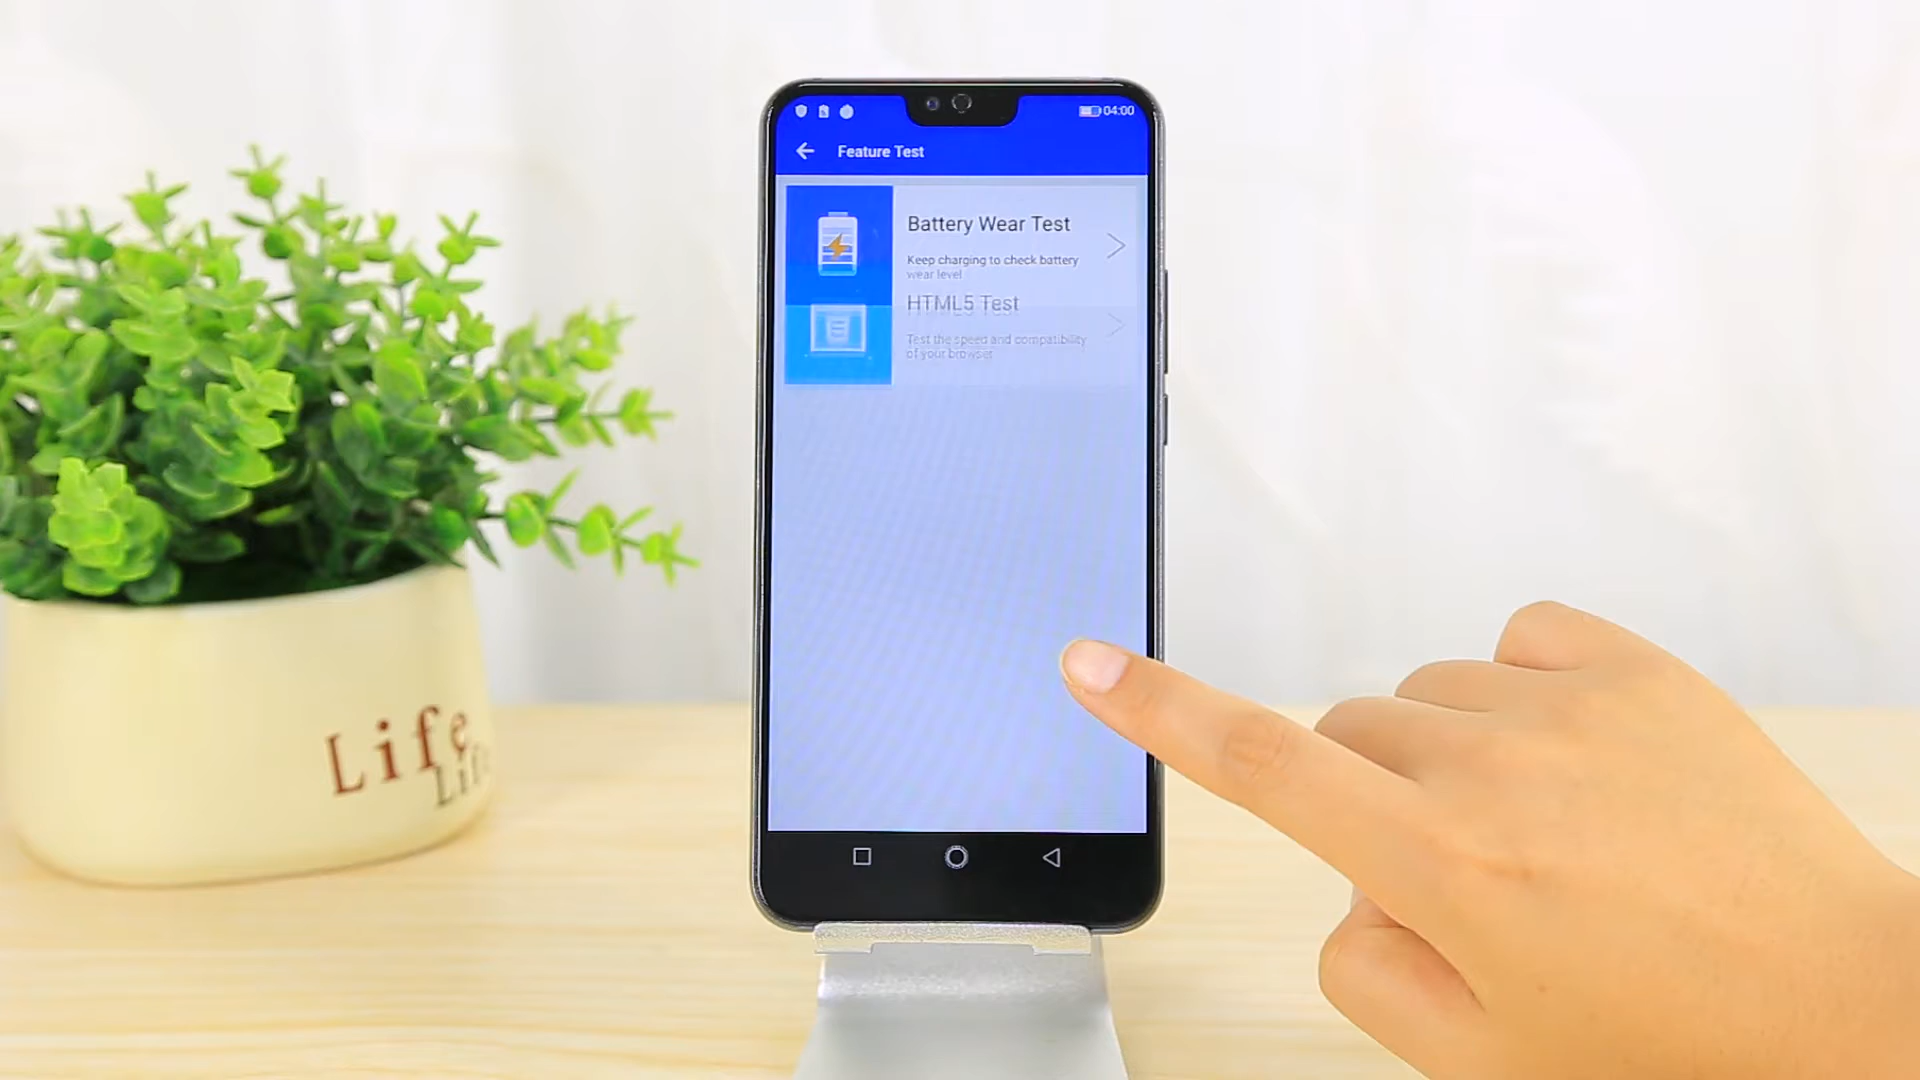 04:00
Feature Test
Battery Wear Test
Keep charging to check battery
wear level
HTML5 Test
Test the speed and compatibility
of your browser
Life
Life